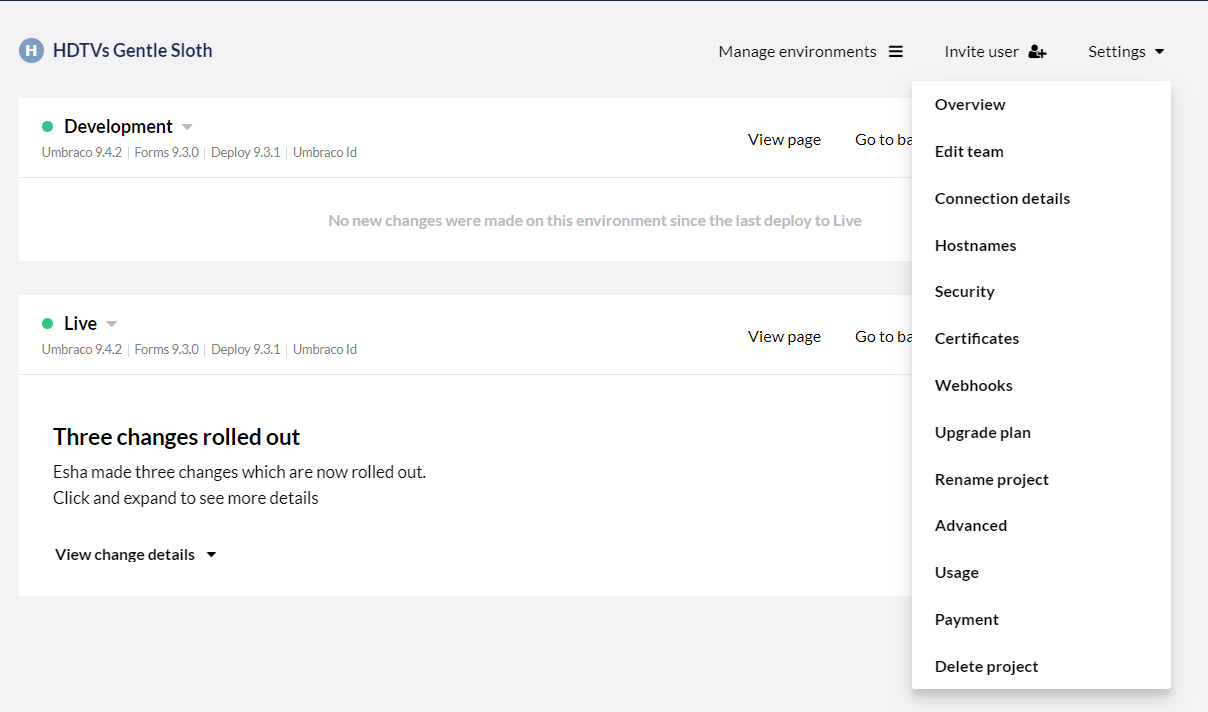 H HDTVs Gentle Sloth
Manage environments Invite user Settings
Development
Umbraco 9.4.2 | Forms 9.3.0 | Deploy 9.3.1 | Umbraco Id
View page Go to ba
No new changes were made on this environment since the last deploy to Live
Live
Umbraco 9.4.2 | Forms 9.3.0 | Deploy 9.3.1 | Umbraco Id
View page Go to ba
Three changes rolled out
Esha made three changes which are now rolled out.
Click and expand to see more details
View change details
Overview
Edit team
Connection details
Hostnames
Security
Certificates
Webhooks
Upgrade plan
Rename project
Advanced
Usage
Payment
Delete project